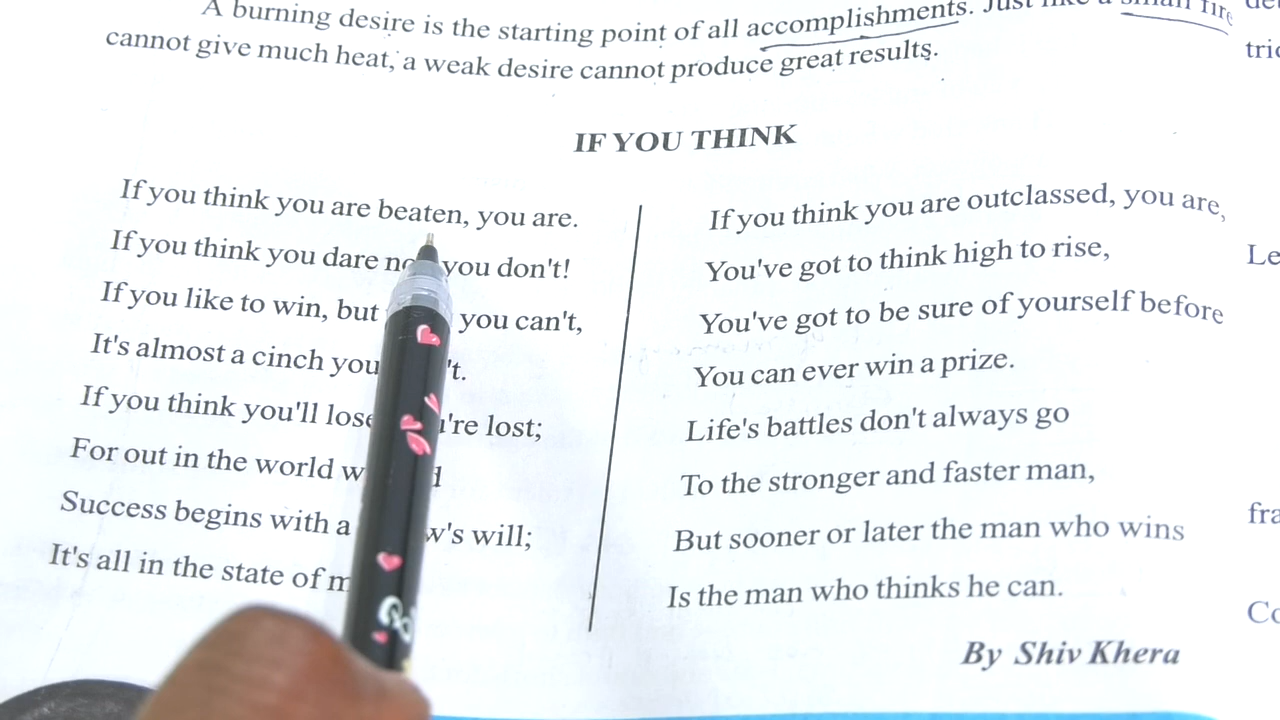 A burning desire is the starting point of all accomplishments. Just like a small fire
cannot give much heat, a weak desire cannot produce great results.
IF YOU THINK
If you think you are beaten, you are.
If you think you dare you don't!
If you like to win, but you can't,
It's almost a cinch you 't.
If you think you'll lose 're lost;
For out in the world
Success begins with a w's will;
It's all in the state of
If you think you are outclassed, you are,
You've got to think high to rise,
You've got to be sure of yourself before
You can ever win a prize.
Life's battles don't always go
To the stronger and faster man,
But sooner or later the man who wins
Is the man who thinks he can.
By Shiv Khera
tric
Le
fra
Co